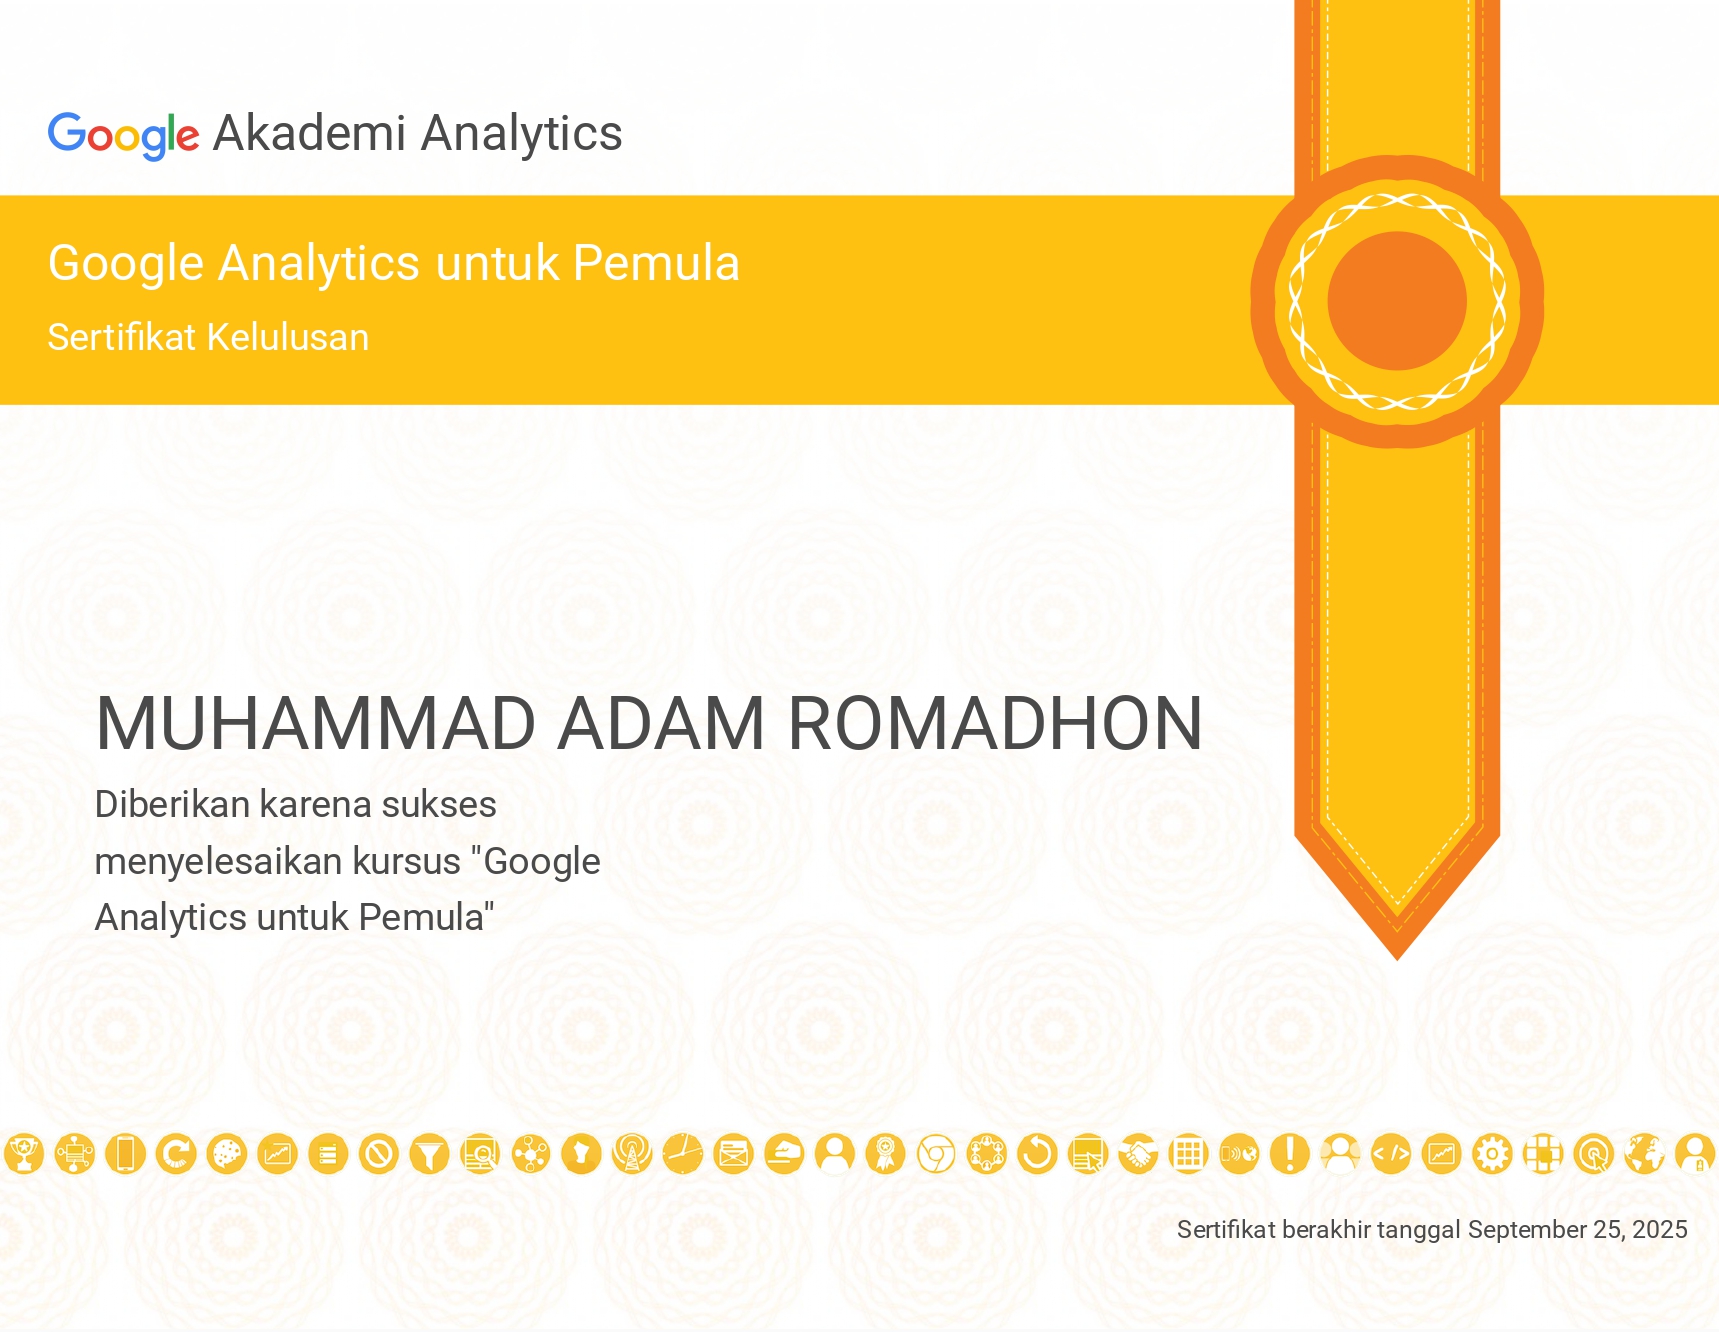 Google Akademi Analytics
Google Analytics untuk Pemula
Sertifikat Kelulusan
MUHAMMAD ADAM ROMADHON
Diberikan karena sukses
menyelesaikan kursus "Google
Analytics untuk Pemula"
Sertifikat berakhir tanggal September 25, 2025